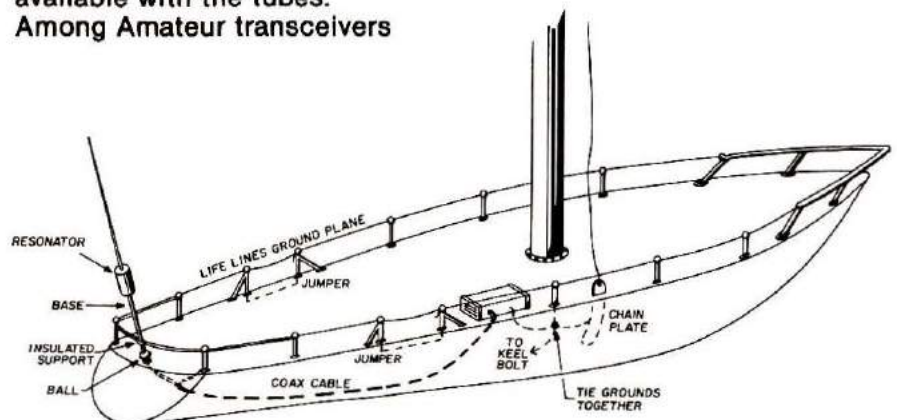 available with the tubes.
Among Amateur transceivers
RESONATOR
LIFE LINES GROUND PLANE
JUMPER
BASE
CHAIN
PLATE
INSULATED
SUPPORT
JUMPER
TO
KEEL
BOLT
BALL
COAX CABLE
TIE GROUNDS
TOGETHER